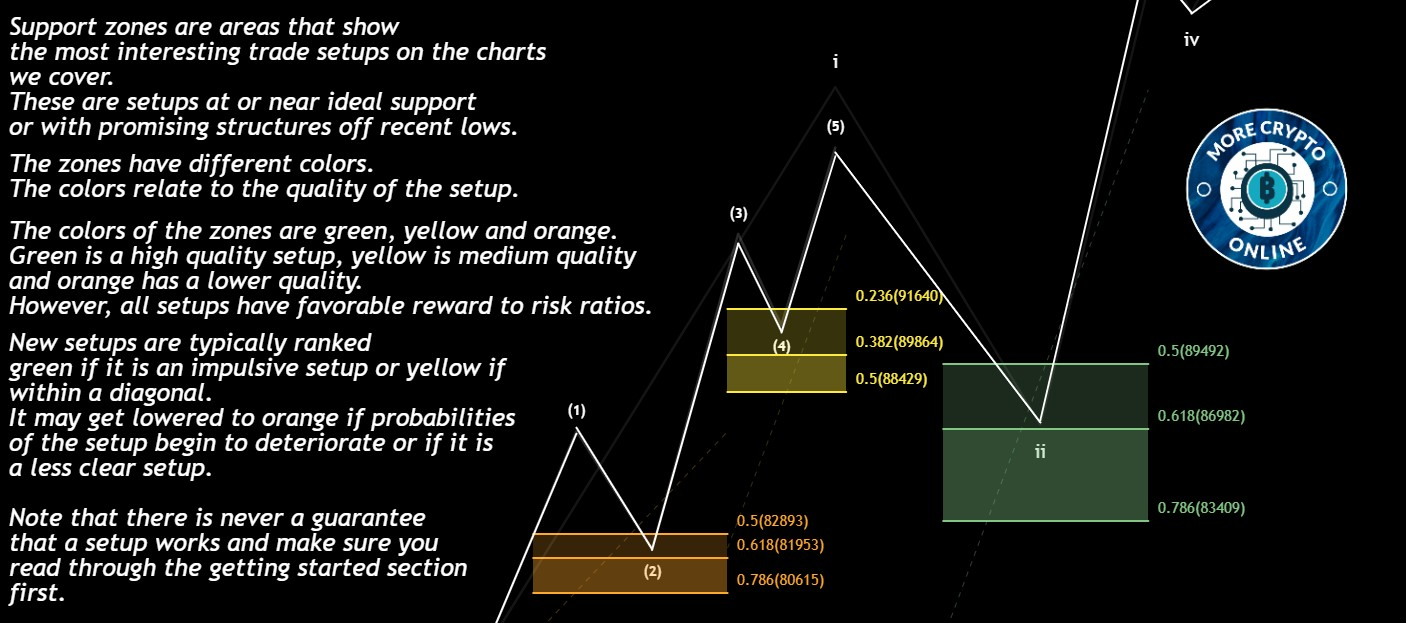 Support zones are areas that show
the most interesting trade setups on the charts
we cover.
These are setups at or near ideal support
or with promising structures off recent lows.
The zones have different colors.
The colors relate to the quality of the setup.
The colors of the zones are green, yellow and orange.
Green is a high quality setup, yellow is medium quality
and orange has a lower quality.
However, all setups have favorable reward to risk ratios.
New setups are typically ranked
green if it is an impulsive setup or yellow if
within a diagonal.
It may get lowered to orange if probabilities
of the setup begin to deteriorate or if it is
a less clear setup.
Note that there is never a guarantee
that a setup works and make sure you
read through the getting started section
first.
(1)
(2)
0.5(82893)
0.618(81953)
0.786(80615)
(3)
(4)
0.236(91640)
0.382(89864)
0.5(88429)
i
(5)
ii
0.5(89492)
0.618(86982)
0.786(83409)
iv
MORE CRYPTO
ONLINE